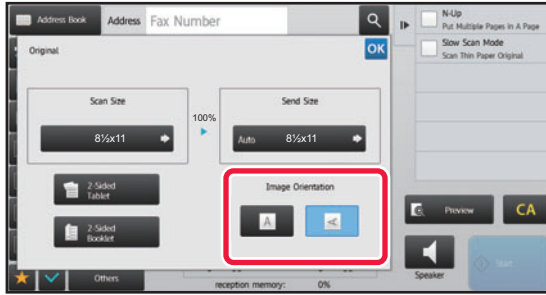 Address Book
Address
Fax Number
N-Up
Put Multiple Pages in A Page
Original
OK
Slow Scan Mode
Scan Thin Paper Original
Scan Size
100%
Send Size
8½x11
Auto 8½x11
2-Sided
Tablet
Image Orientation
A
A
2-Sided
Booklet
Preview
CA
Others
reception memory: 0%
Speaker
Start